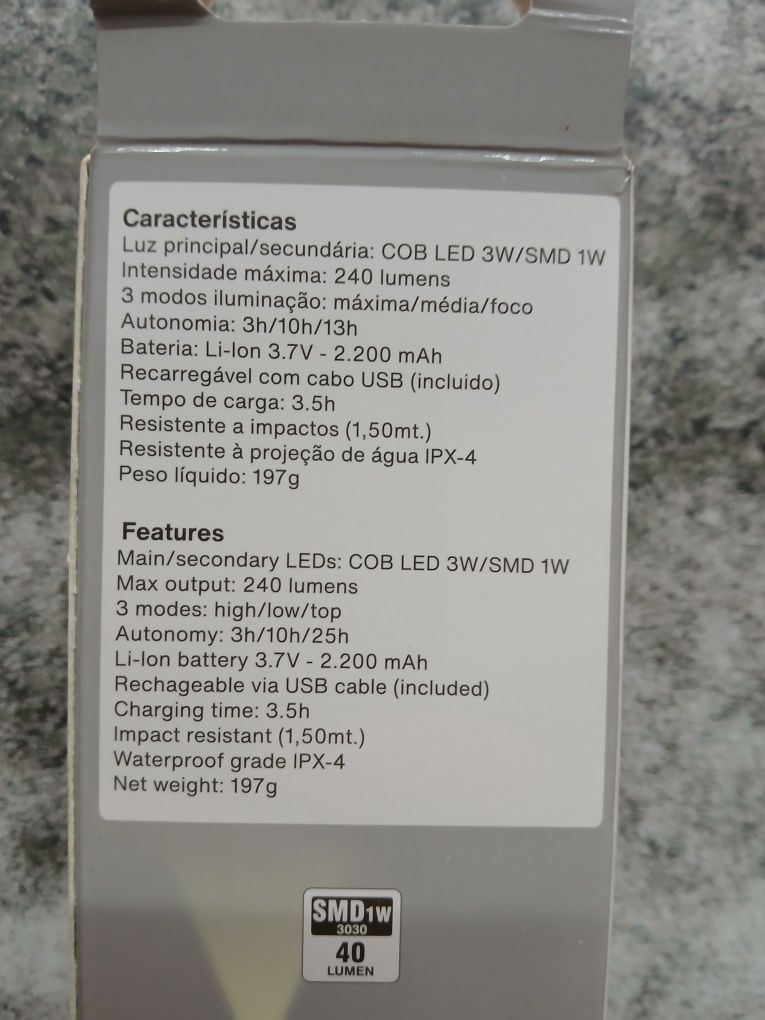 Características
Luz principal/secundária: COB LED 3W/SMD 1W
Intensidade máxima: 240 lumens
3 modos iluminação: máxima/média/foco
Autonomia: 3h/10h/13h
Bateria: Li-Ion 3.7V - 2.200 mAh
Recarregável com cabo USB (incluido)
Tempo de carga: 3.5h
Resistente a impactos (1,50mt.)
Resistente à projeção de água IPX-4
Peso líquido: 197g
Features
Main/secondary LEDs: COB LED 3W/SMD 1W
Max output: 240 lumens
3 modes: high/low/top
Autonomy: 3h/10h/25h
Li-Ion battery 3.7V - 2.200 mAh
Rechageable via USB cable (included)
Charging time: 3.5h
Impact resistant (1,50mt.)
Waterproof grade IPX-4
Net weight: 197g
SMD1W
3030
40
LUMEN